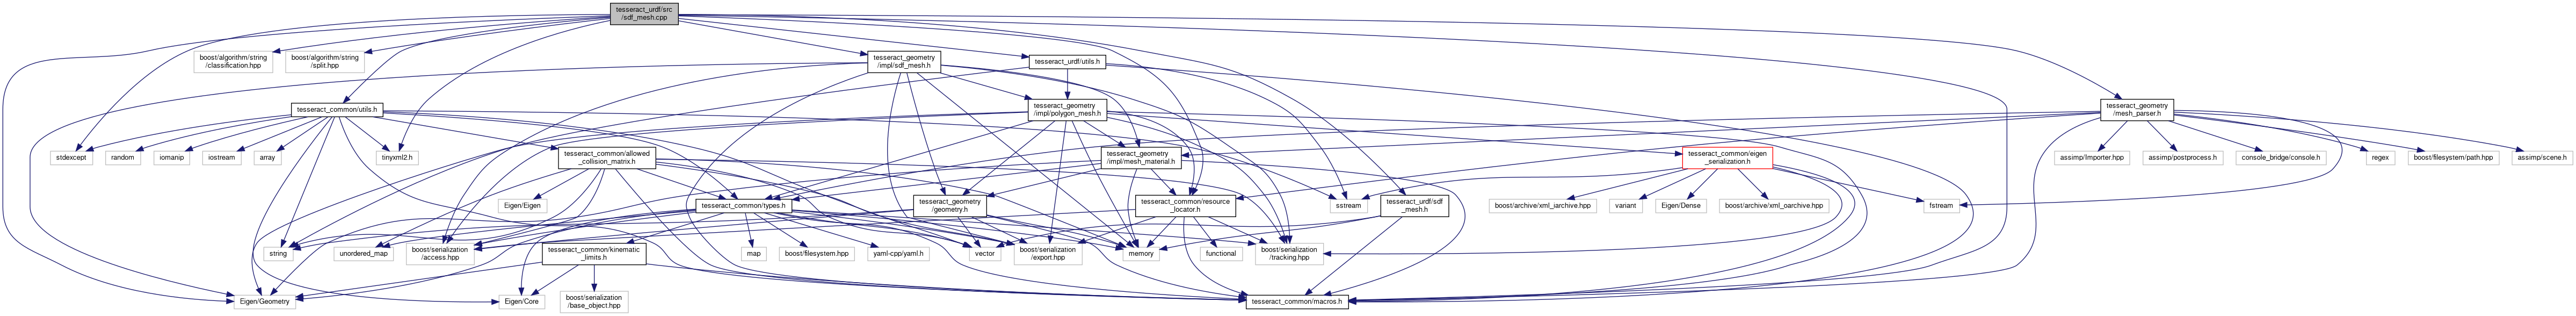 tesseract_urdf/src
/sdf_mesh.cpp
boost/algorithm/string
/classification.hpp
boost/algorithm/string
/split.hpp
tesseract_geometry
/impl/sdf_mesh.h
tesseract_urdf/utils.h
tesseract_common/utils.h
tesseract_geometry
/impl/polygon_mesh.h
tesseract_geometry
/mesh_parser.h
stdexcept
random
iomanip
iostream
array
tinyxml2.h
tesseract_common/allowed
_collision_matrix.h
tesseract_geometry
/impl/mesh_material.h
tesseract_common/eigen
_serialization.h
assimp/Importer.hpp
assimp/postprocess.h
console_bridge/console.h
regex
boost/filesystem/path.hpp
assimp/scene.h
Eigen/Eigen
tesseract_common/types.h
tesseract_geometry
/geometry.h
tesseract_common/resource
_locator.h
sstream
tesseract_urdf/sdf
_mesh.h
boost/archive/xml_iarchive.hpp
variant
Eigen/Dense
boost/archive/xml_oarchive.hpp
fstream
string
unordered_map
boost/serialization
/access.hpp
tesseract_common/kinematic
_limits.h
map
boost/filesystem.hpp
yaml-cpp/yaml.h
vector
boost/serialization
/export.hpp
memory
functional
boost/serialization
/tracking.hpp
Eigen/Geometry
Eigen/Core
boost/serialization
/base_object.hpp
tesseract_common/macros.h